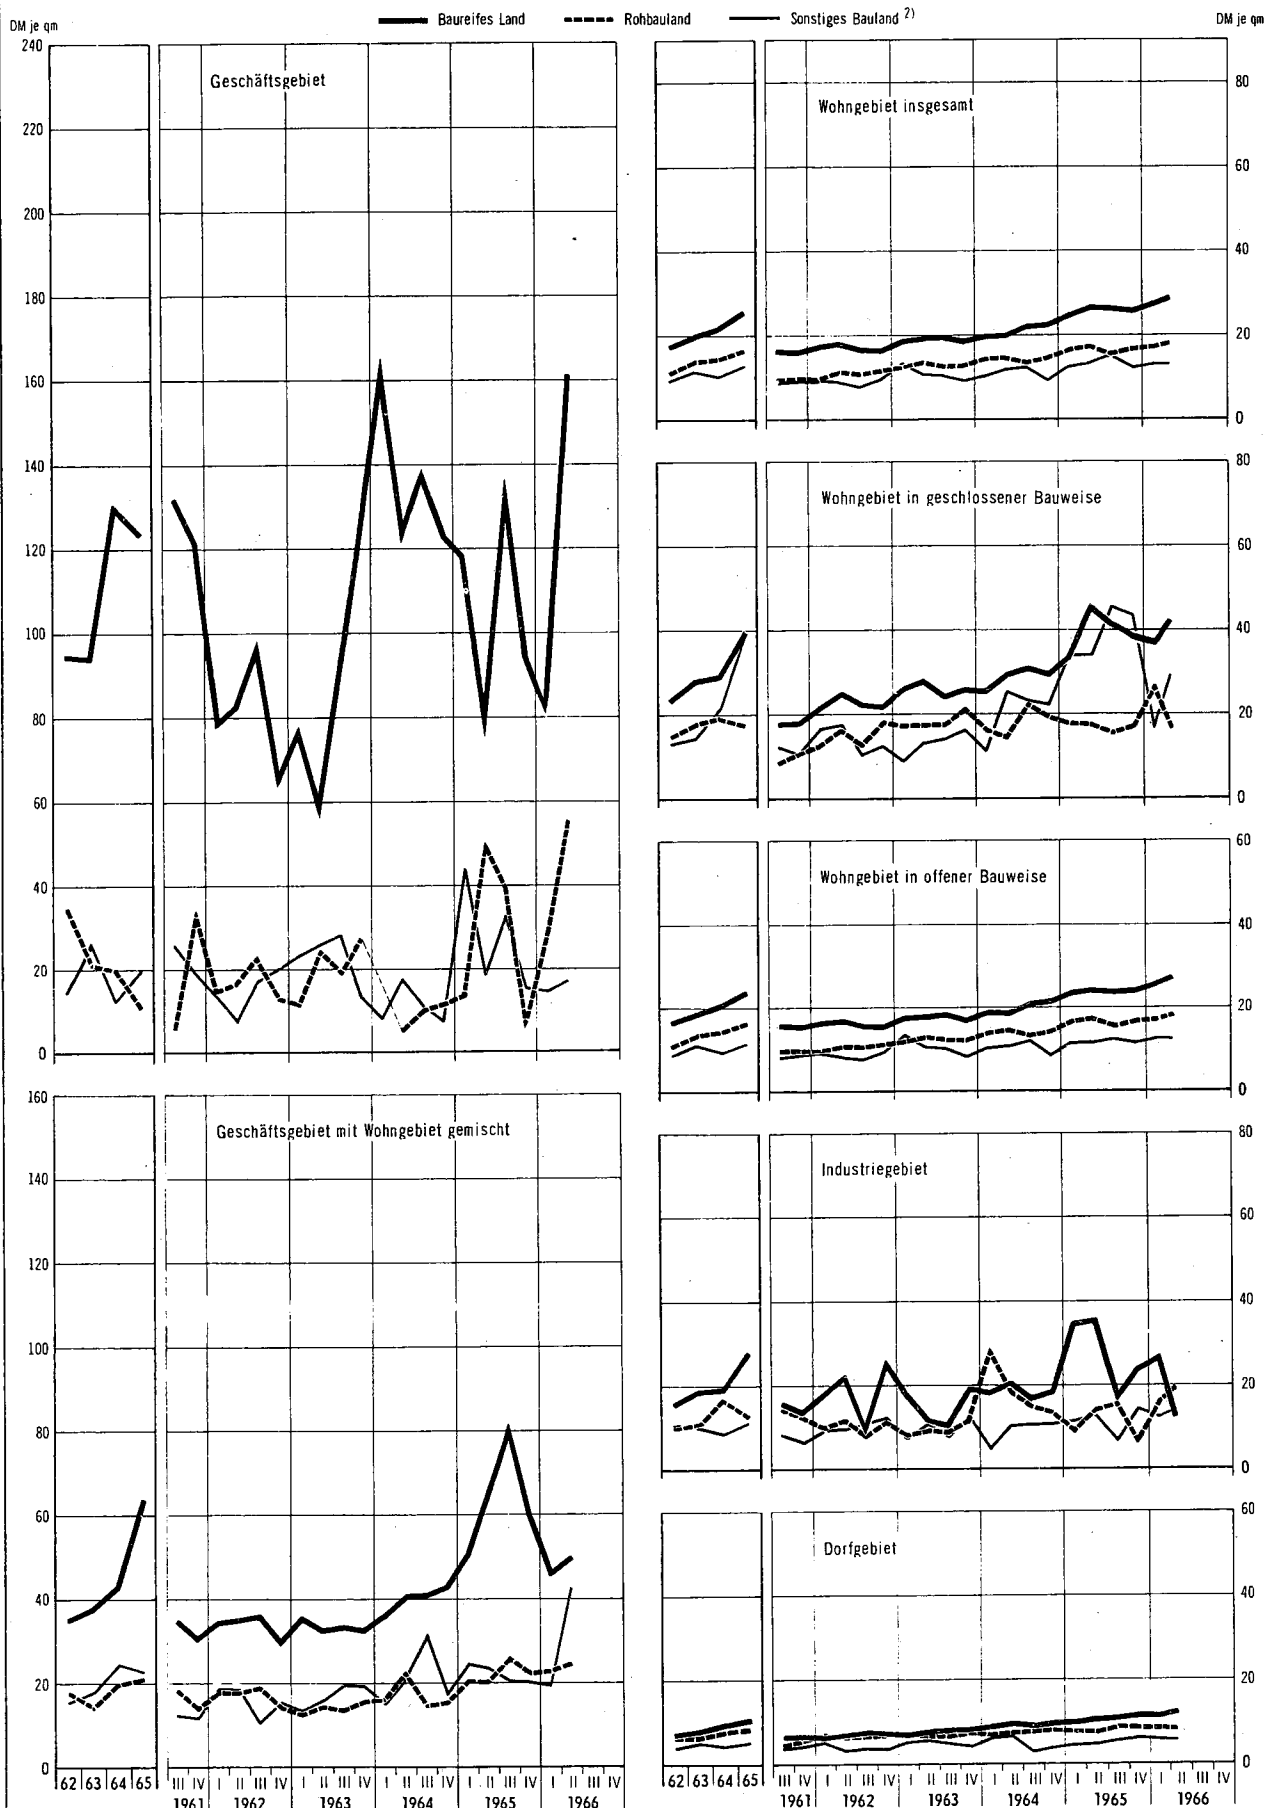 DM je qm
Baureifes Land
Rohbauland
Sonstiges Bauland 2)
DM je qm
Geschäftsgebiet
240
220
200
180
160
140
120
100
80
60
40
20
0
Geschäftsgebiet mit Wohngebiet gemischt
160
140
120
100
80
60
40
20
0
62 63 64 65
III IV I II III IV I II III IV I II III IV I II III IV I II III IV
1961 1962 1963 1964 1965 1966
Wohngebiet insgesamt
80
60
40
20
0
Wohngebiet in geschlossener Bauweise
80
60
40
20
0
Wohngebiet in offener Bauweise
60
40
20
0
Industriegebiet
80
60
40
20
0
Dorfgebiet
60
40
20
0
62 63 64 65
III IV I II III IV I II III IV I II III IV I II III IV I II III IV
1961 1962 1963 1964 1965 1966